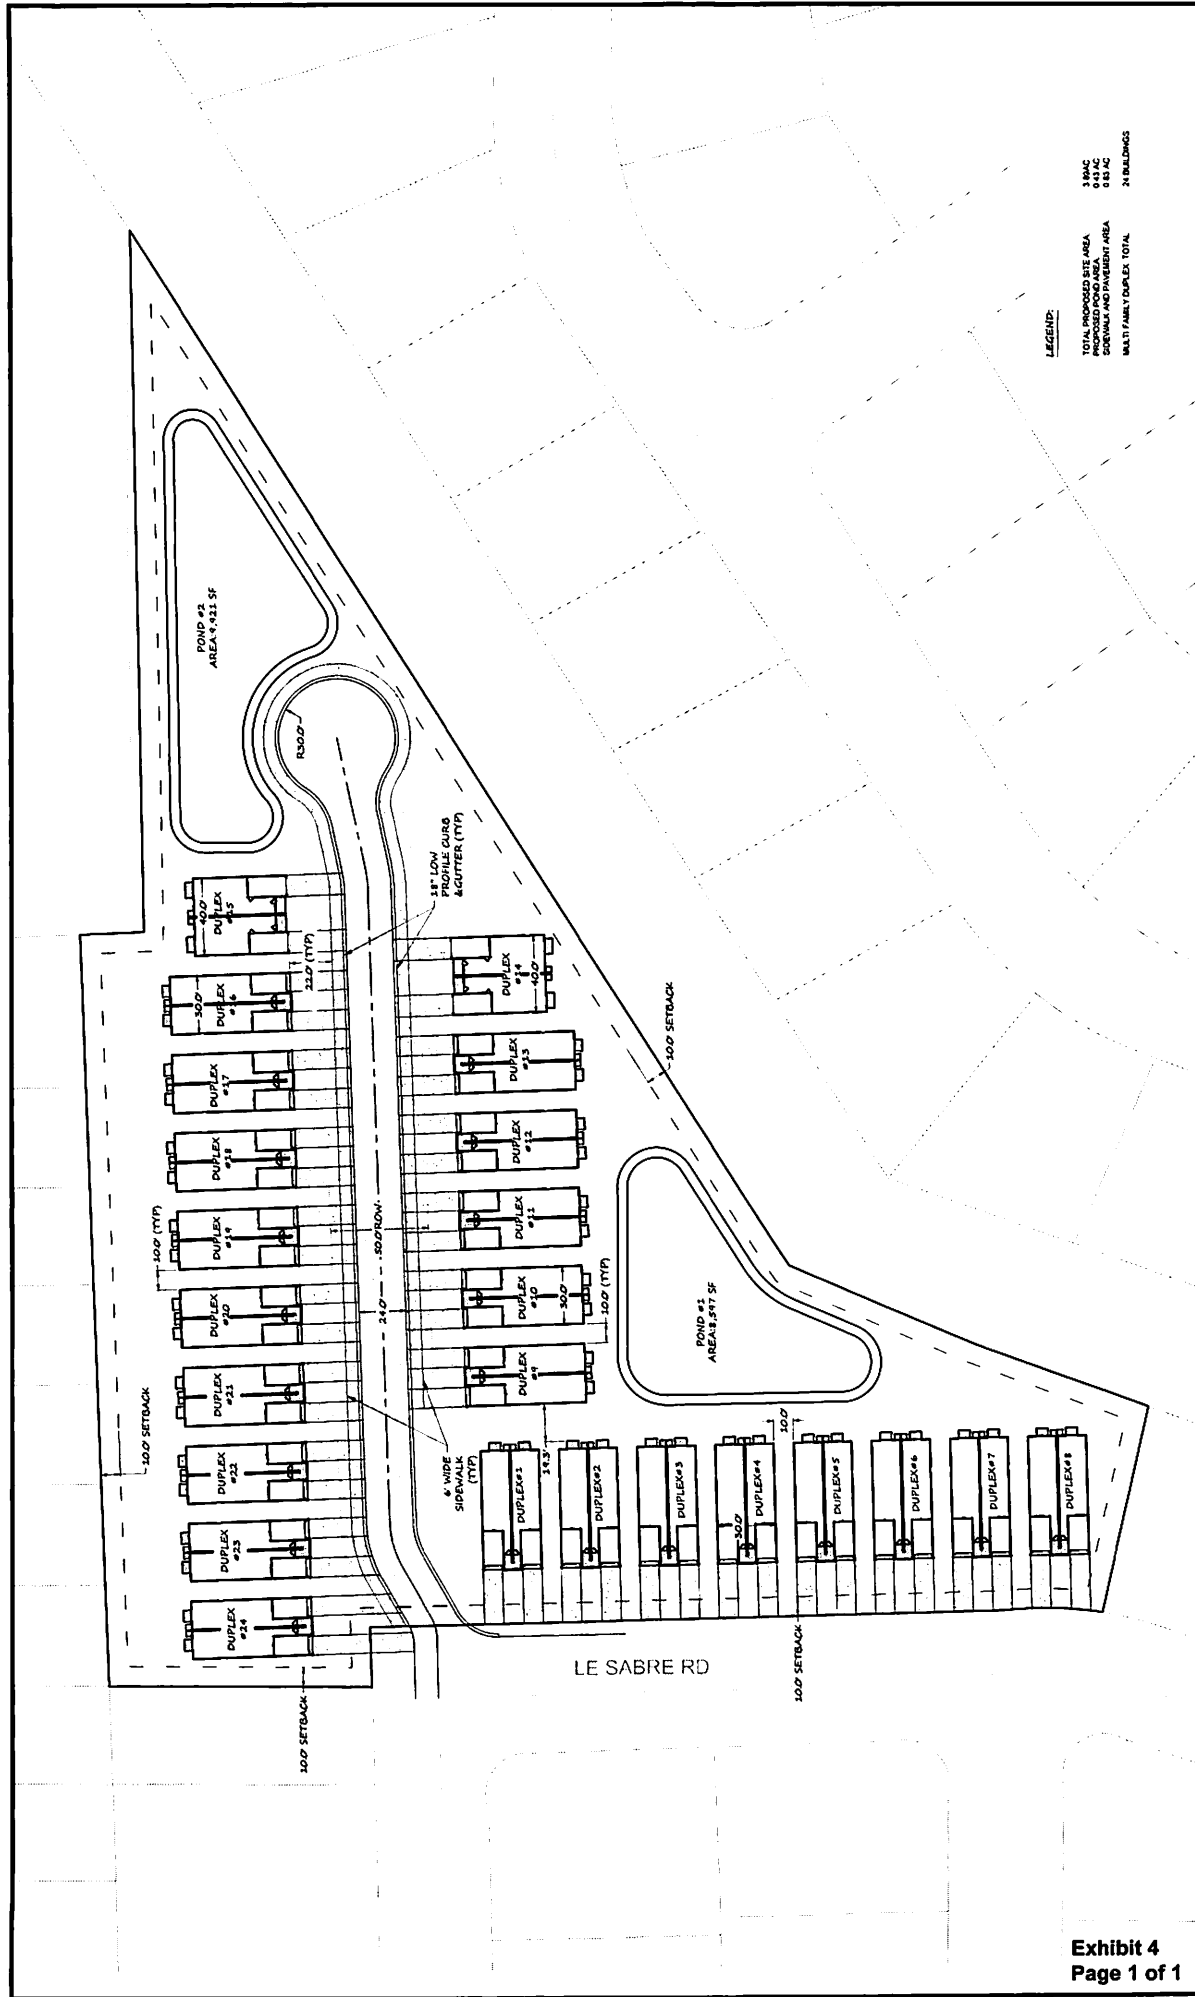 POND #2
AREA:9,921 SF
R30.0'
18" LOW
PROFILE CURB
& GUTTER (TYP)
40.0'
DUPLEX
#15
22.0' (TYP)
30.0'
DUPLEX
#16
DUPLEX
#17
DUPLEX
#18
10.0' (TYP)
DUPLEX
#19
DUPLEX
#20
DUPLEX
#21
DUPLEX
#22
DUPLEX
#23
DUPLEX
#24
10.0' SETBACK
10.0' SETBACK
50.0' ROW
24.0'
6' WIDE
SIDEWALK
(TYP)
DUPLEX
#14
40.0'
DUPLEX
#13
DUPLEX
#12
DUPLEX
#11
DUPLEX
#10
30.0'
10.0' (TYP)
DUPLEX
#9
10.0' SETBACK
POND #1
AREA:8,597 SF
DUPLEX#1
DUPLEX#2
DUPLEX#3
DUPLEX#4
30.0'
10.0'
DUPLEX#5
DUPLEX#6
DUPLEX#7
DUPLEX#8
10.0' SETBACK
LE SABRE RD
LEGEND:
TOTAL PROPOSED SITE AREA
PROPOSED POND AREA 0.43 AC
SIDEWALK AND PAVEMENT AREA 0.83 AC
MULTI FAMILY DUPLEX TOTAL 24 BUILDINGS
Exhibit 4
Page 1 of 1